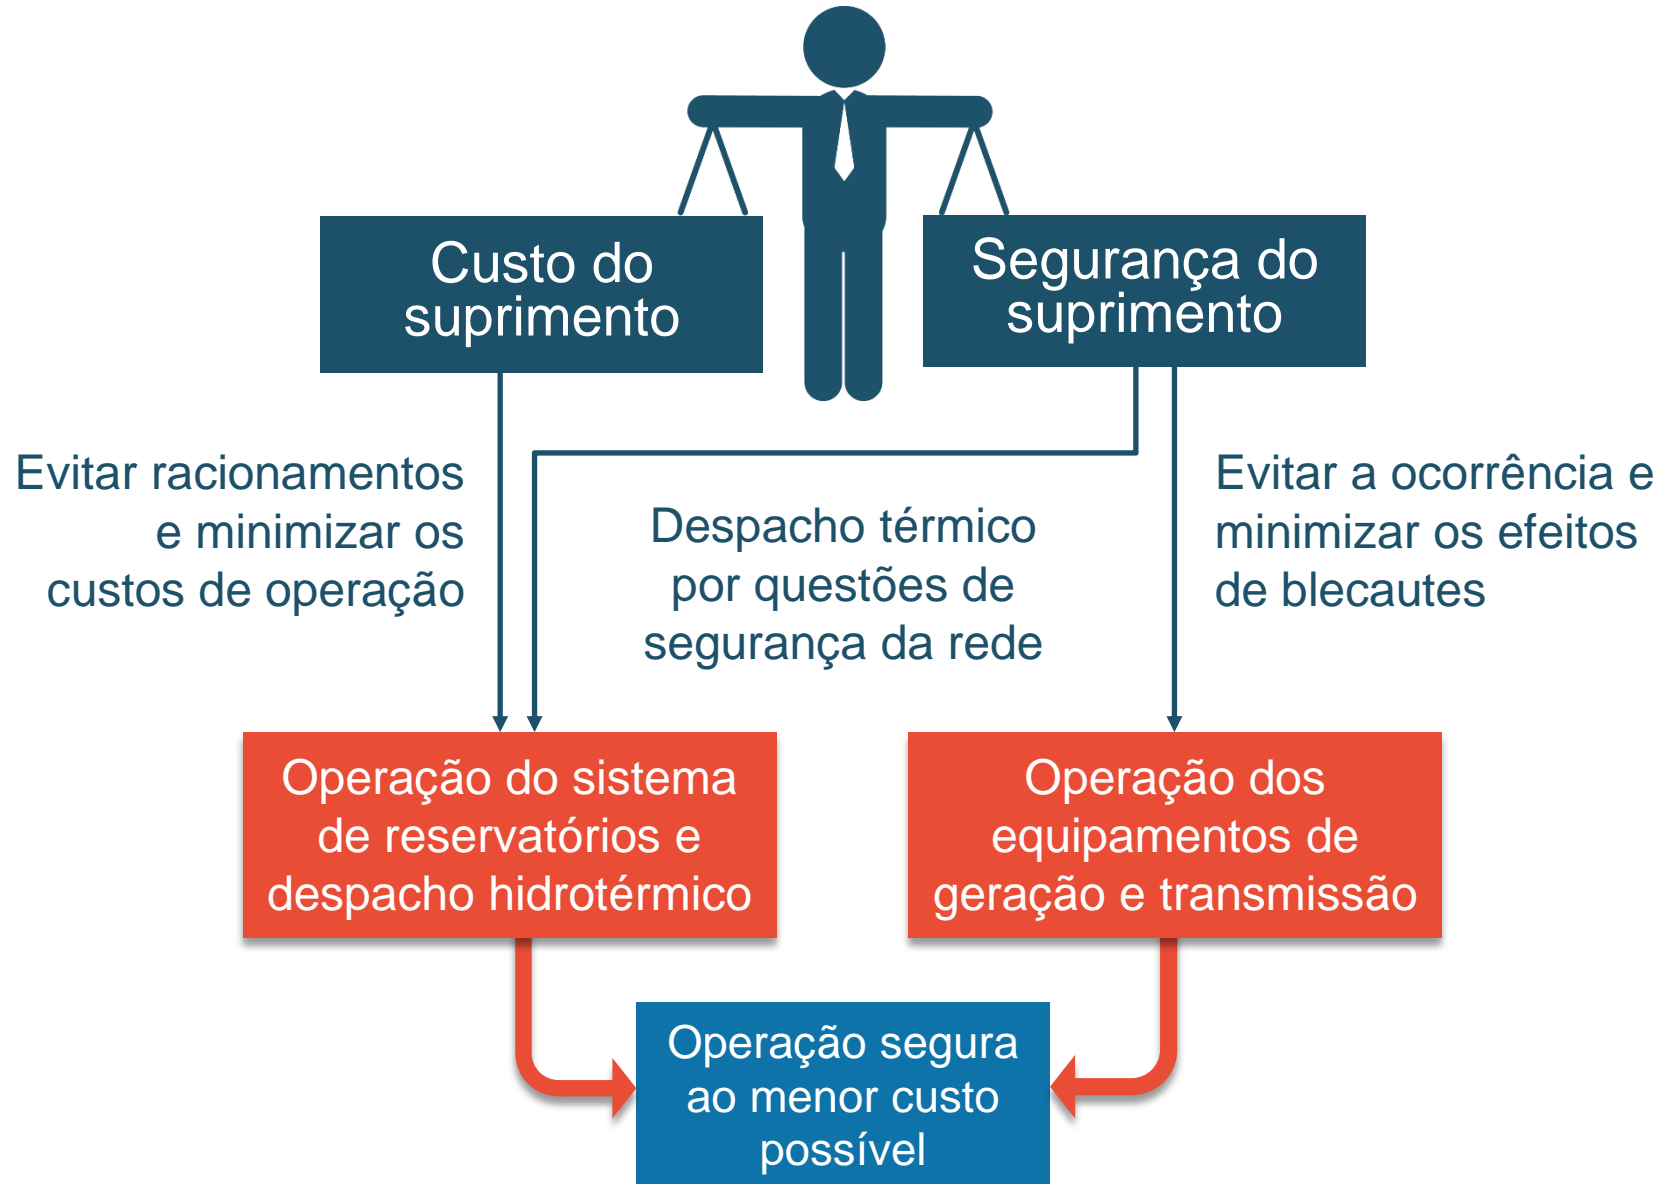 Custo do
suprimento
Segurança do
suprimento
Evitar racionamentos
e minimizar os
custos de operação
Despacho térmico
por questões de
segurança da rede
Evitar a ocorrência e
minimizar os efeitos
de blecautes
Operação do sistema
de reservatórios e
despacho hidrotérmico
Operação dos
equipamentos de
geração e transmissão
Operação segura
ao menor custo
possível